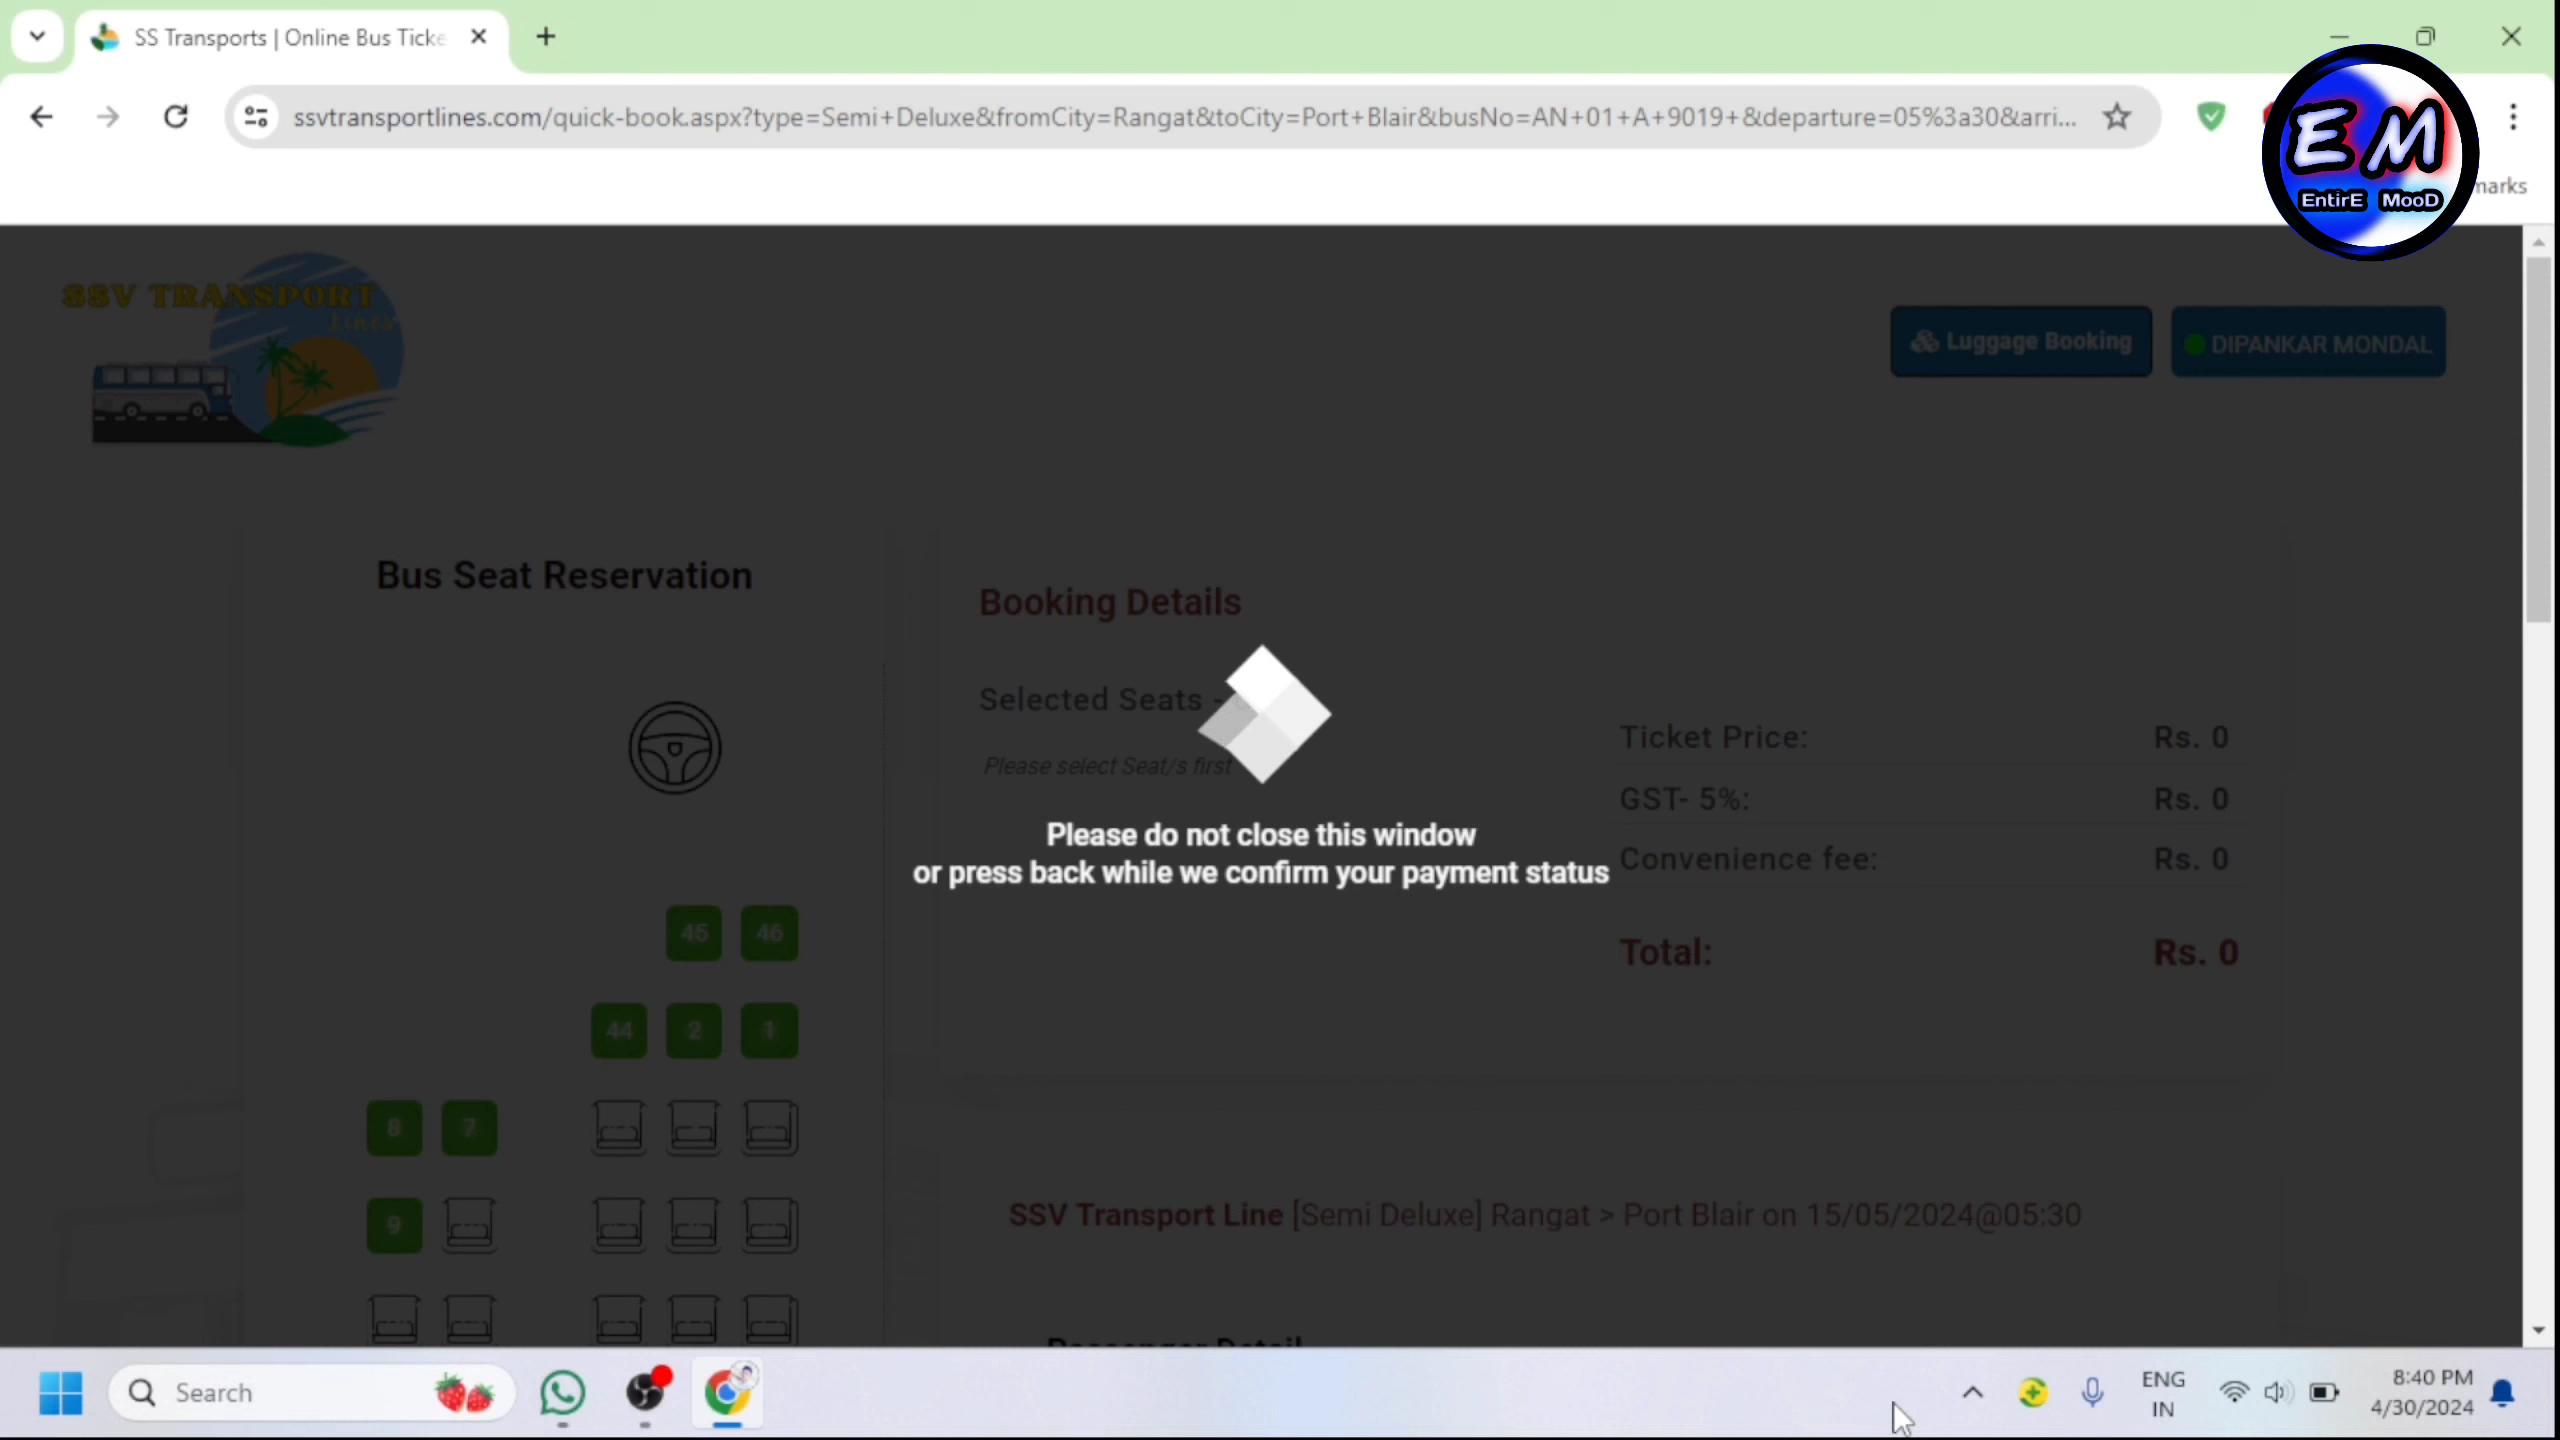 SS Transports | Online Bus Ticke
ssvtransportlines.com/quick-book.aspx?type=Semi+Deluxe&fromCity=Rangat&toCity=Port+Blair&busNo=AN+01+A+9019+&departure=05%3a30&arri...
EM
EntirE MooD
marks
SSV TRANSPORT
Lines
Luggage Booking
DIPANKAR MONDAL
Bus Seat Reservation
Booking Details
Selected Seats -
Please select Seat/s first
Ticket Price: Rs. 0
GST- 5%: Rs. 0
Convenience fee: Rs. 0
Total: Rs. 0
Please do not close this window
or press back while we confirm your payment status
45 46
44 2 1
8 7
9
SSV Transport Line [Semi Deluxe] Rangat > Port Blair on 15/05/2024@05:30
Passenger Detail
Search
ENG
IN
8:40 PM
4/30/2024